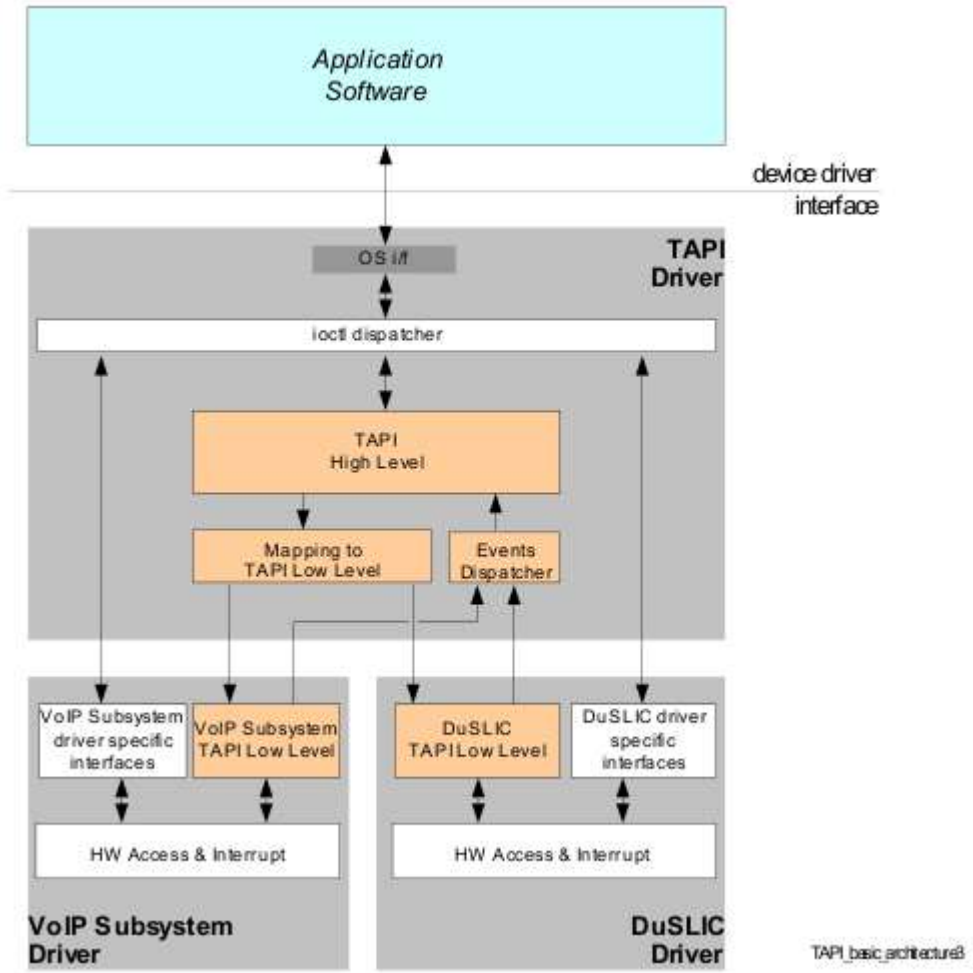 Application
Software
device driver
interface
TAPI
Driver
OS i/f
ioctl dispatcher
TAPI
High Level
Mapping to
TAPI Low Level
Events
Dispatcher
VoIP Subsystem
driver specific
interfaces
VoIP Subsystem
TAPI Low Level
DuSLIC
TAPI Low Level
DuSLIC driver
specific
interfaces
HW Access & Interrupt
HW Access & Interrupt
VoIP Subsystem
Driver
DuSLIC
Driver
TAPI_basic_architecture3